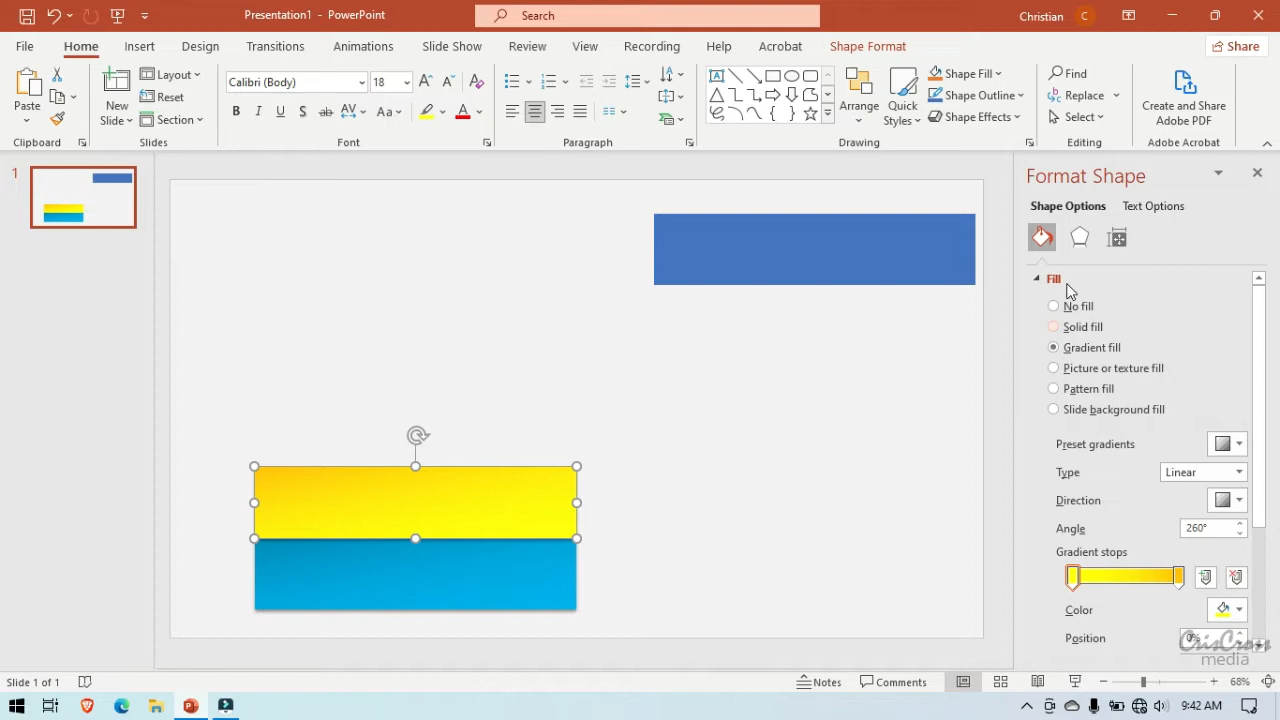 Presentation1 - PowerPoint
Search
Christian
C
File
Home
Insert
Design
Transitions
Animations
Slide Show
Review
View
Recording
Help
Acrobat
Shape Format
Share
Paste
New
Slide
Layout
Reset
Section
Calibri (Body)
18
B I U S ab AV Aa
Arrange
Quick
Styles
Shape Fill
Shape Outline
Shape Effects
Find
Replace
Select
Create and Share
Adobe PDF
Clipboard
Slides
Font
Paragraph
Drawing
Editing
Adobe Acrobat
1
Format Shape
Shape Options
Text Options
Fill
No fill
Solid fill
Gradient fill
Picture or texture fill
Pattern fill
Slide background fill
Preset gradients
Type
Linear
Direction
Angle
260°
Gradient stops
Color
Position
0%
CrisCross
media
Slide 1 of 1
Notes
Comments
68%
9:42 AM